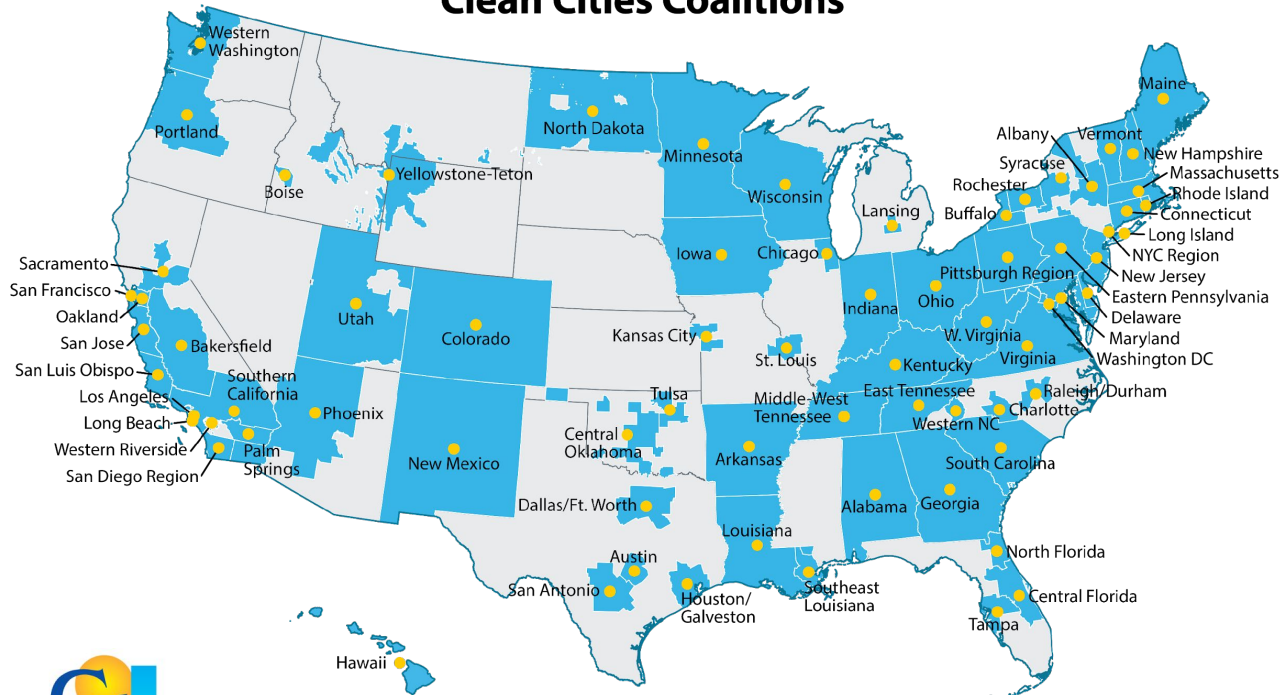 Clean Cities Coalitions
Western
Washington
Portland
Boise
Yellowstone-Teton
North Dakota
Minnesota
Wisconsin
Lansing
Iowa
Chicago
Maine
Albany
Vermont
Syracuse
New Hampshire
Massachusetts
Rochester
Rhode Island
Buffalo
Connecticut
Long Island
NYC Region
New Jersey
Pittsburgh Region
Eastern Pennsylvania
Delaware
Maryland
Washington DC
Sacramento
San Francisco
Oakland
San Jose
Bakersfield
San Luis Obispo
Southern
California
Los Angeles
Long Beach
Western Riverside
San Diego Region
Palm
Springs
Phoenix
Utah
Colorado
New Mexico
Kansas City
St. Louis
Indiana
Ohio
W. Virginia
Virginia
Kentucky
East Tennessee
Middle-West
Tennessee
Raleigh/Durham
Charlotte
Western NC
South Carolina
Tulsa
Central
Oklahoma
Arkansas
Dallas/Ft. Worth
Louisiana
Alabama
Georgia
Austin
San Antonio
Houston/
Galveston
Southeast
Louisiana
North Florida
Central Florida
Tampa
Hawaii